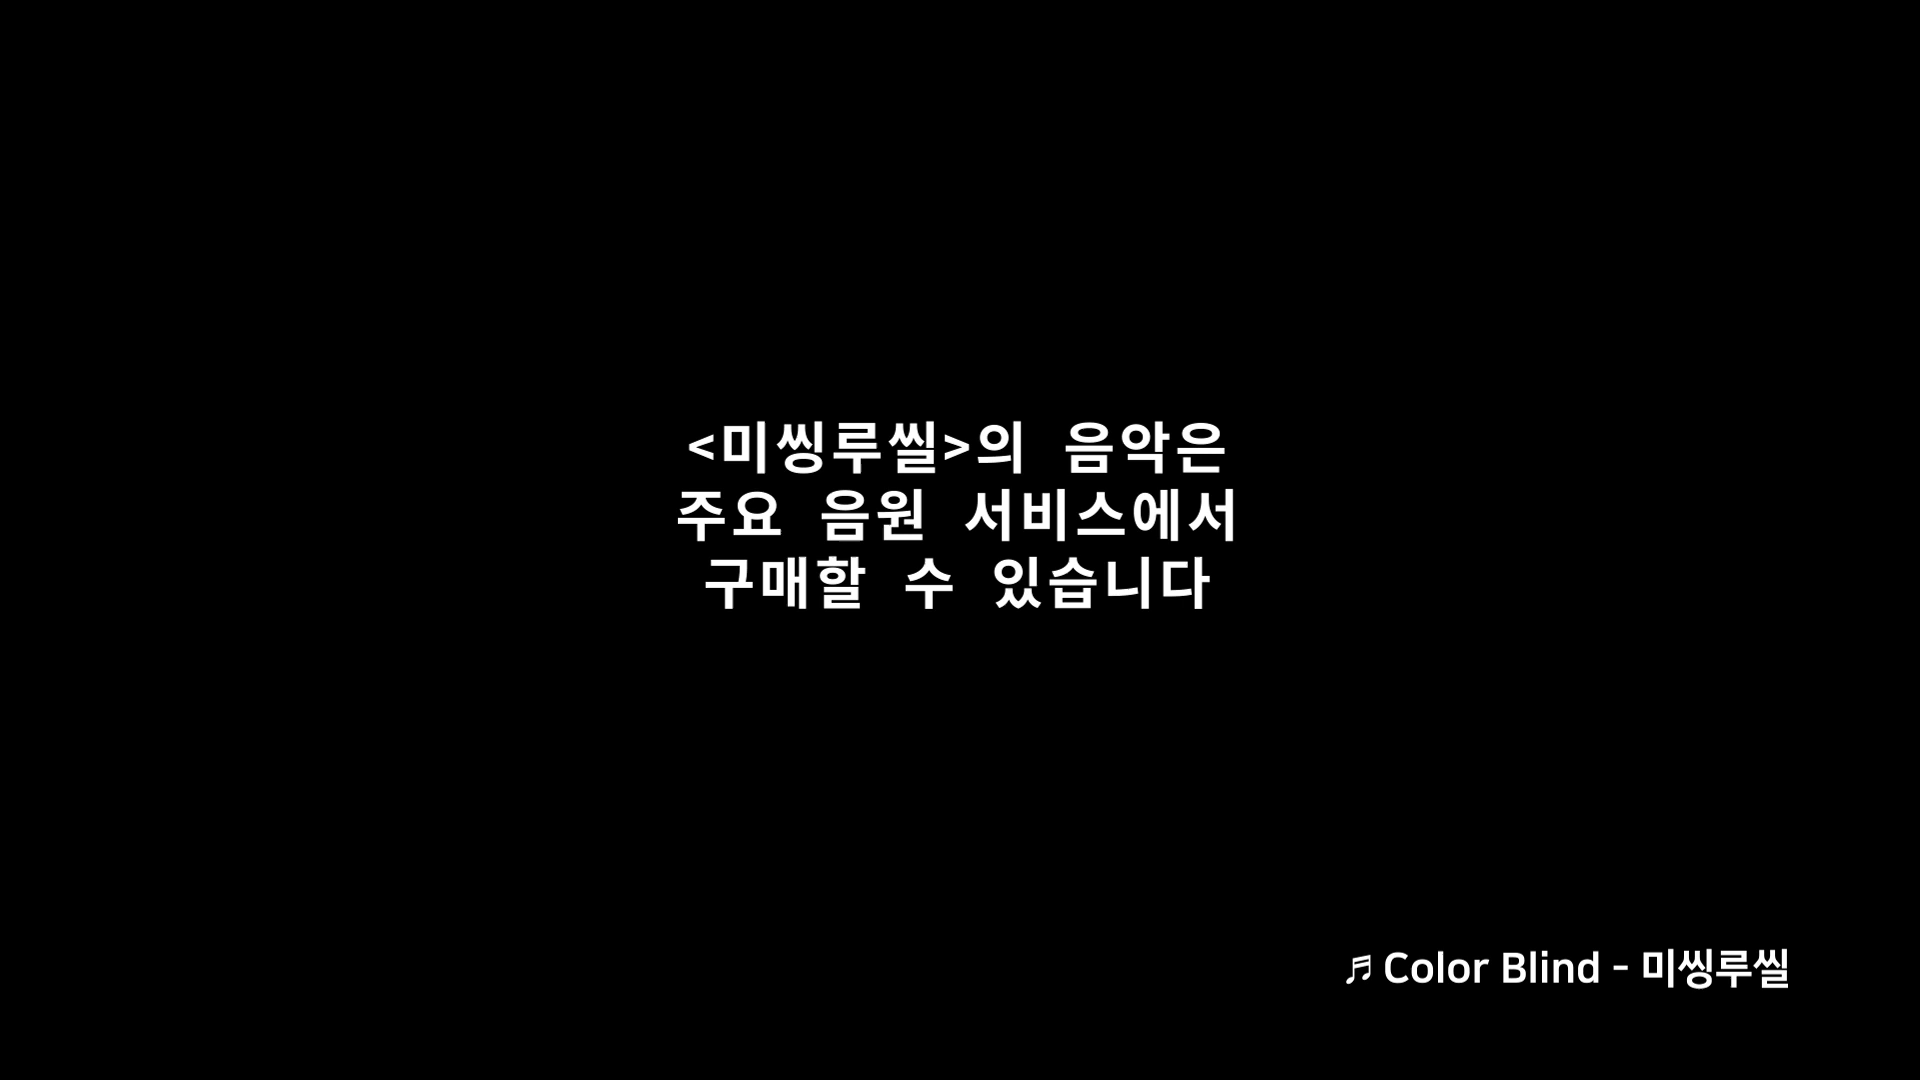 <미씽루씰>의 음악은
주요 음원 서비스에서
구매할 수 있습니다
♬ Color Blind - 미씽루씰